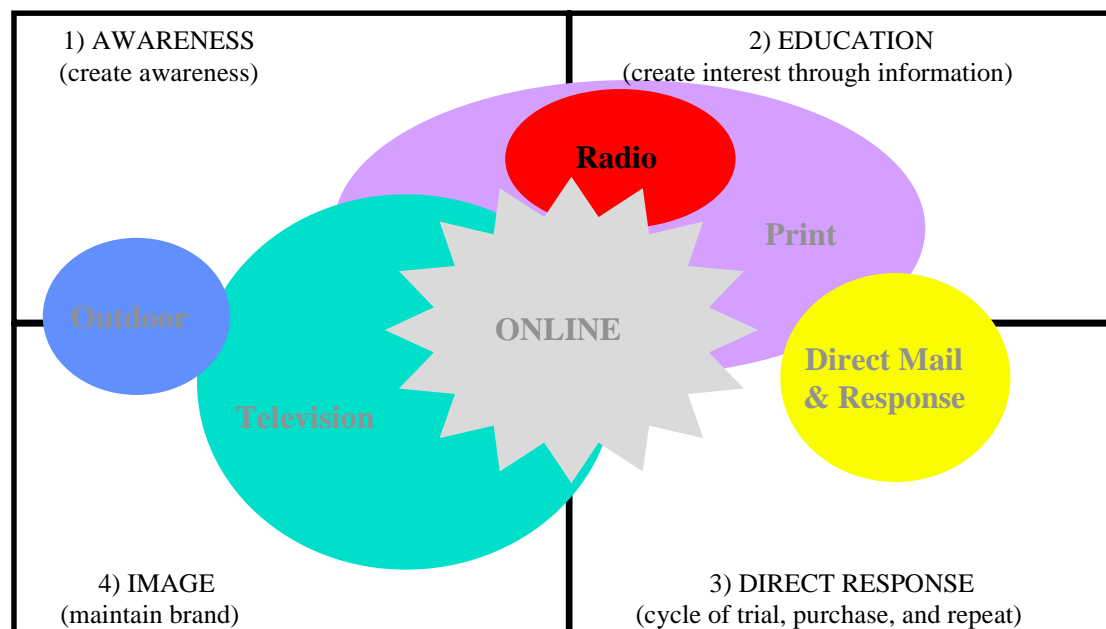 1) AWARENESS
(create awareness)
2) EDUCATION
(create interest through information)
Radio
Print
Outdoor
ONLINE
Direct Mail
& Response
Television
4) IMAGE
(maintain brand)
3) DIRECT RESPONSE
(cycle of trial, purchase, and repeat)